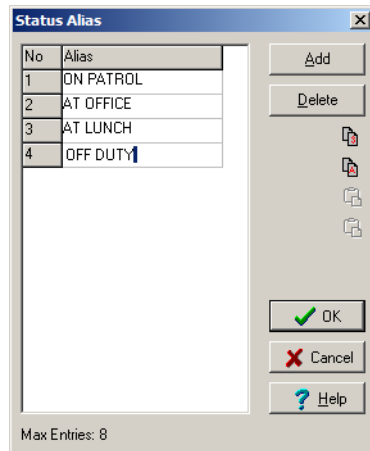 Status Alias
No Alias
1 ON PATROL
2 AT OFFICE
3 AT LUNCH
4 OFF DUTY
Add
Delete
OK
Cancel
Help
Max Entries: 8